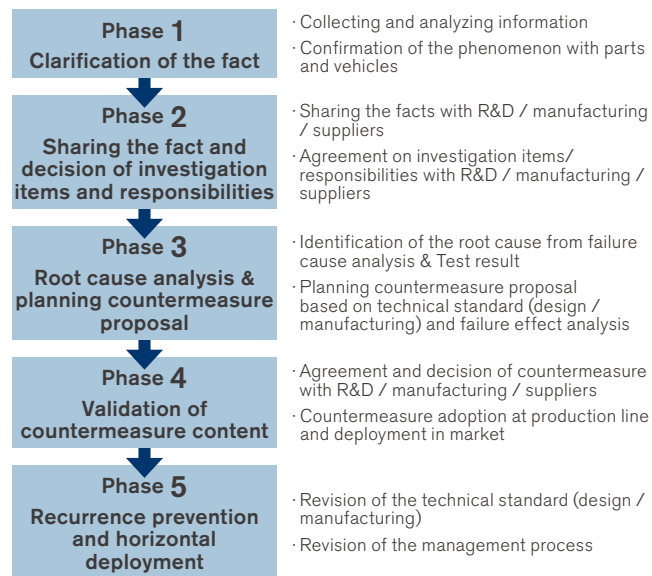 Phase 1
Clarification of the fact
· Collecting and analyzing information
· Confirmation of the phenomenon with parts
and vehicles
Phase 2
Sharing the fact and
decision of investigation
items and responsibilities
· Sharing the facts with R&D / manufacturing
/ suppliers
· Agreement on investigation items/
responsibilities with R&D / manufacturing /
suppliers
Phase 3
Root cause analysis &
planning countermeasure
proposal
· Identification of the root cause from failure
cause analysis & Test result
· Planning countermeasure proposal
based on technical standard (design /
manufacturing) and failure effect analysis
Phase 4
Validation of
countermeasure content
· Agreement and decision of countermeasure
with R&D / manufacturing / suppliers
· Countermeasure adoption at production line
and deployment in market
Phase 5
Recurrence prevention
and horizontal
deployment
· Revision of the technical standard (design /
manufacturing)
· Revision of the management process